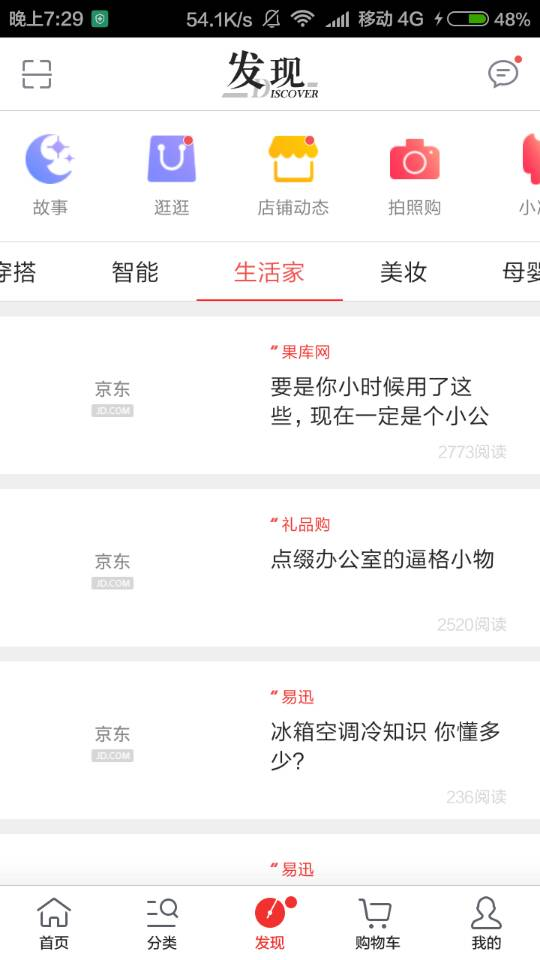 晚上7:29 54.1K/s 移动 4G 48%
发现
DISCOVER
故事 逛逛 店铺动态 拍照购
穿搭 智能 生活家 美妆 母婴
果库网
京东
JD.COM
要是你小时候用了这
些，现在一定是个小公
2773阅读
礼品购
京东
JD.COM
点缀办公室的逼格小物
2520阅读
易迅
京东
JD.COM
冰箱空调冷知识 你懂多
少?
236阅读
易迅
首页 分类 发现 购物车 我的